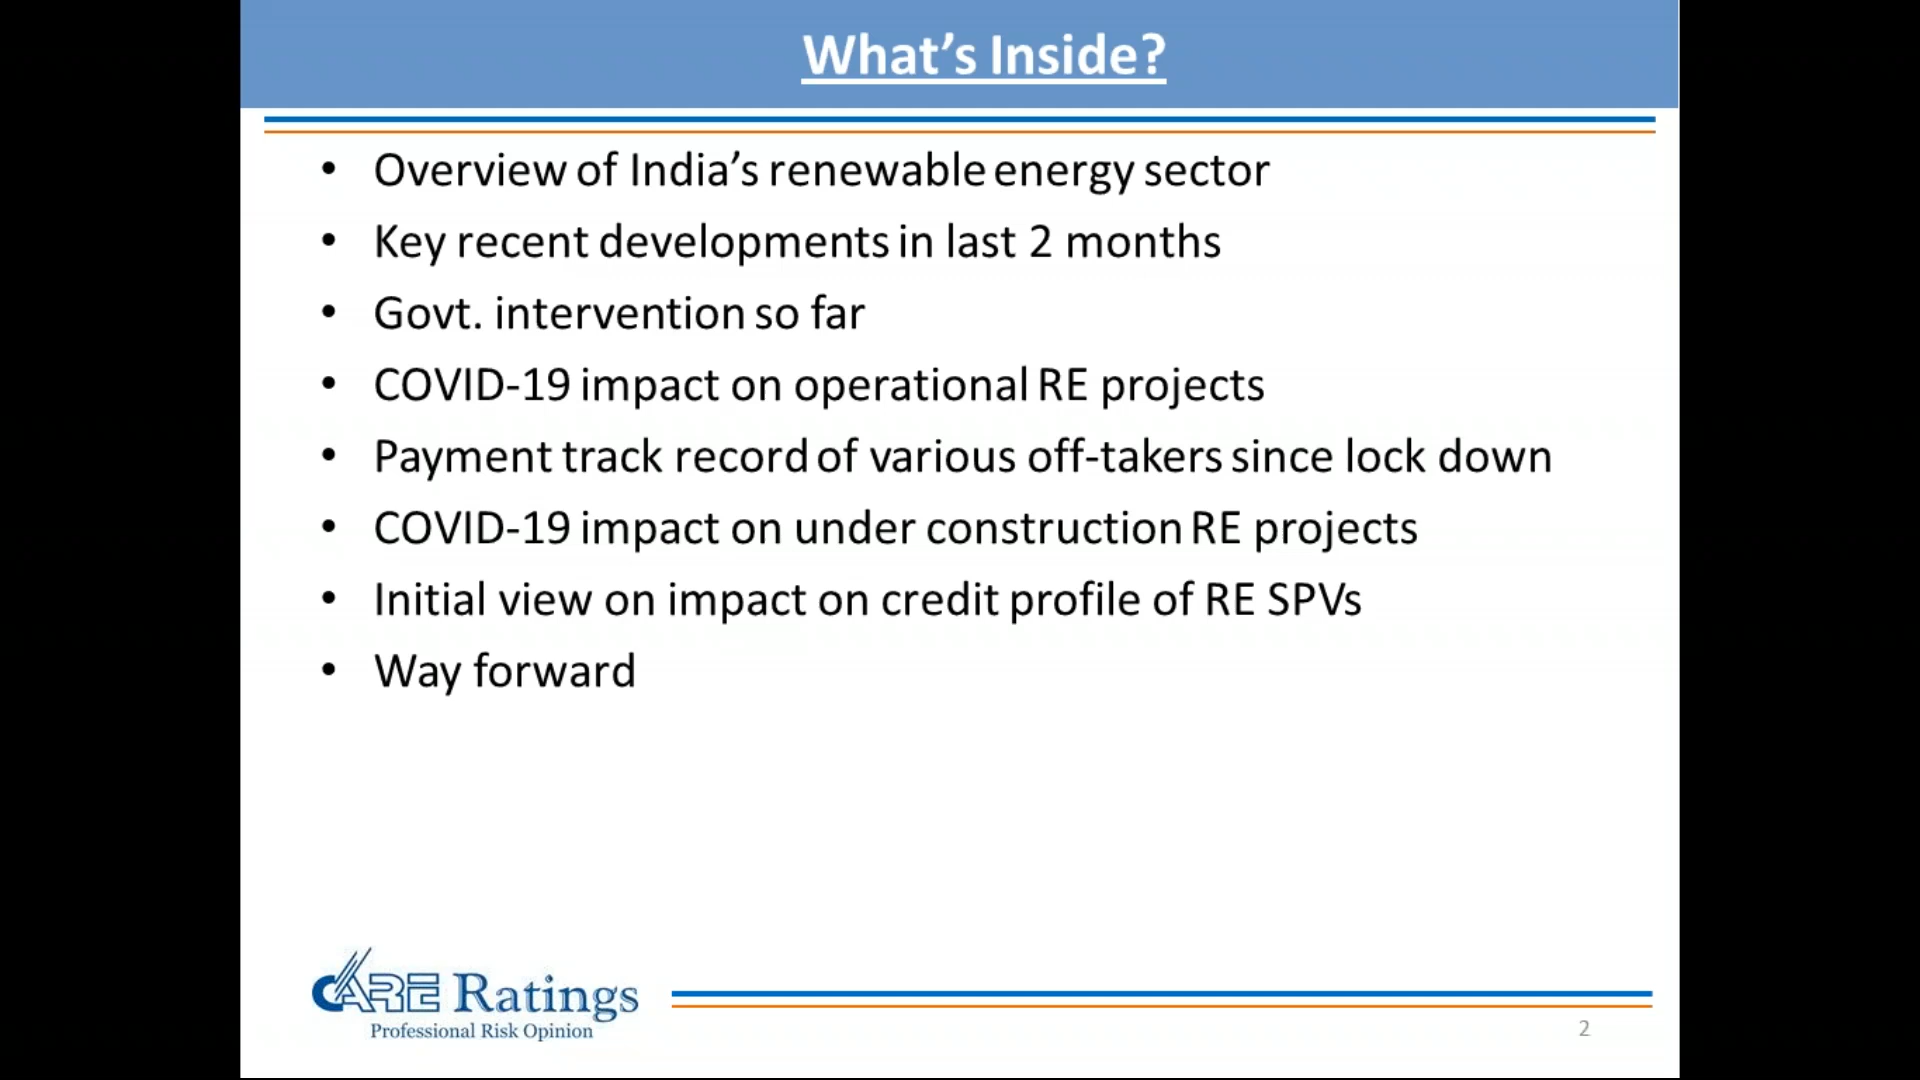 What’s Inside?
• Overview of India’s renewable energy sector
• Key recent developments in last 2 months
• Govt. intervention so far
• COVID-19 impact on operational RE projects
• Payment track record of various off-takers since lock down
• COVID-19 impact on under construction RE projects
• Initial view on impact on credit profile of RE SPVs
• Way forward
CARE Ratings
Professional Risk Opinion
2